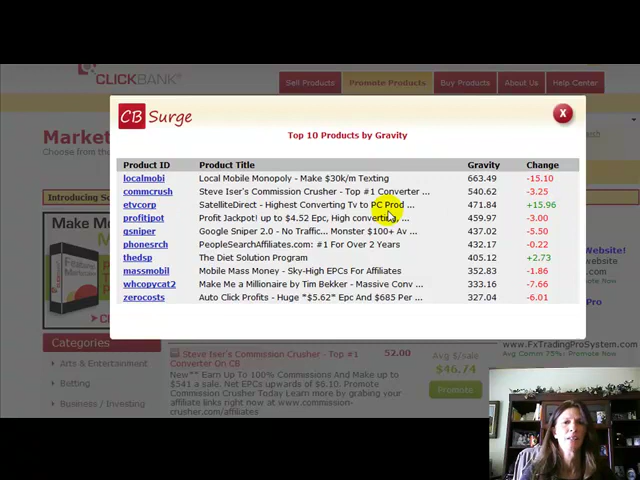 CLICKBANK
Sell Products
Promote Products
Buy Products
About Us
Help Center
CB Surge
X
Top 10 Products by Gravity
Marke
Choose from
Product ID Product Title Gravity Change
localmobi Local Mobile Monopoly - Make $30k/m Texting 663.49 -15.10
commcrush Steve Iser's Commission Crusher - Top #1 Converter ... 540.62 -3.25
etvcorp SatelliteDirect - Highest Converting Tv to PC Prod ... 471.84 +15.96
profitjpot Profit Jackpot! up to $4.52 Epc, High converting, ... 459.97 -3.00
gsniper Google Sniper 2.0 - No Traffic... Monster $100+ Av ... 437.02 -5.50
phonesrch PeopleSearchAffiliates.com: #1 For Over 2 Years 432.17 -0.22
thedsp The Diet Solution Program 405.12 +2.73
massmobil Mobile Mass Money - Sky-High EPCs For Affiliates 352.83 -1.86
whcopycat2 Make Me a Millionaire by Tim Bekker - Massive Conv ... 333.16 -7.66
zerocosts Auto Click Profits - Huge *$5.62* Epc And $685 Per ... 327.04 -6.01
Introducing So
Make Mon
Featured Marketplace
Website!
Pro
www.FxTradingProSystem.com
Avg Comm 75%- Promote Now!
Categories
Arts & Entertainment
Betting
Business / Investing
Steve Iser's Commission Crusher - Top #1
Converter On CB
52.00
New** Earn Up To 100% Commissions And Make up to
$541 a sale. Net EPCs upwards of $6.10. Promote
Commission Crusher Today Learn more by grabing your
affiliate links right at www.commission-
crusher.com/affiliates
Avg $/sale
$46.74
Promote